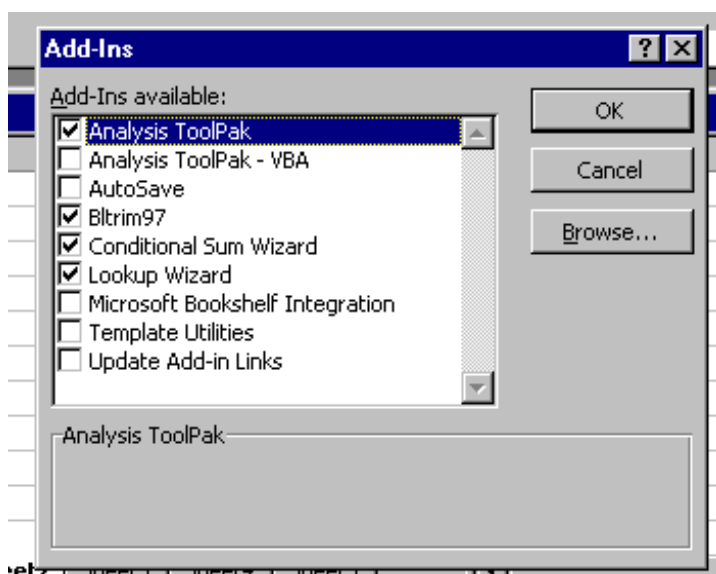 Add-Ins
Add-Ins available:
OK
Analysis ToolPak
Analysis ToolPak - VBA
Cancel
AutoSave
Bltrim97
Browse...
Conditional Sum Wizard
Lookup Wizard
Microsoft Bookshelf Integration
Template Utilities
Update Add-in Links
Analysis ToolPak